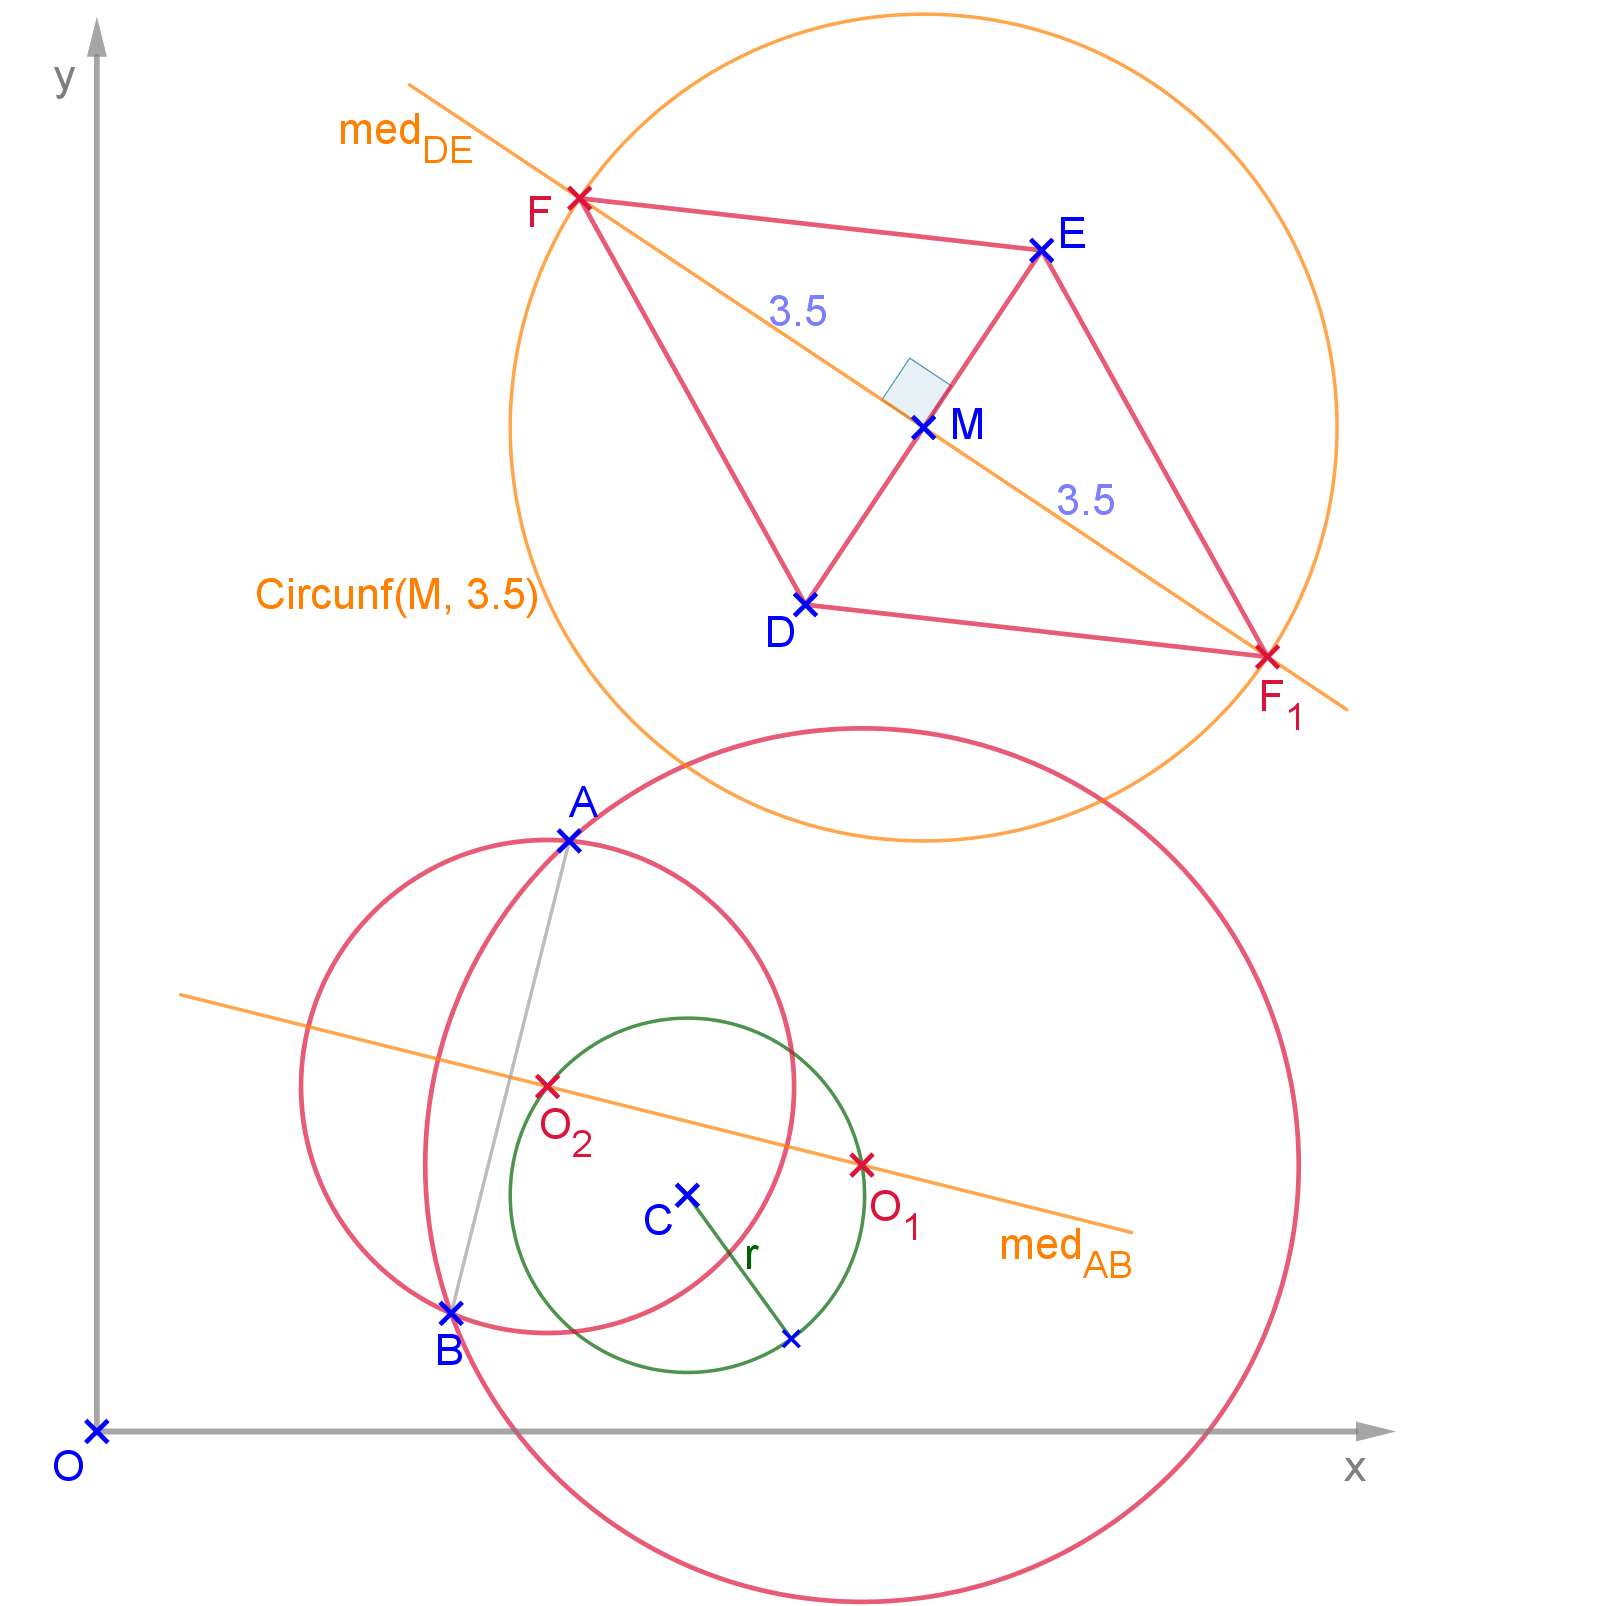 y
med_DE
F
E
3.5
M
3.5
Circunf(M, 3.5)
D
F_1
A
O_2
C
O_1
r
med_AB
B
O
x